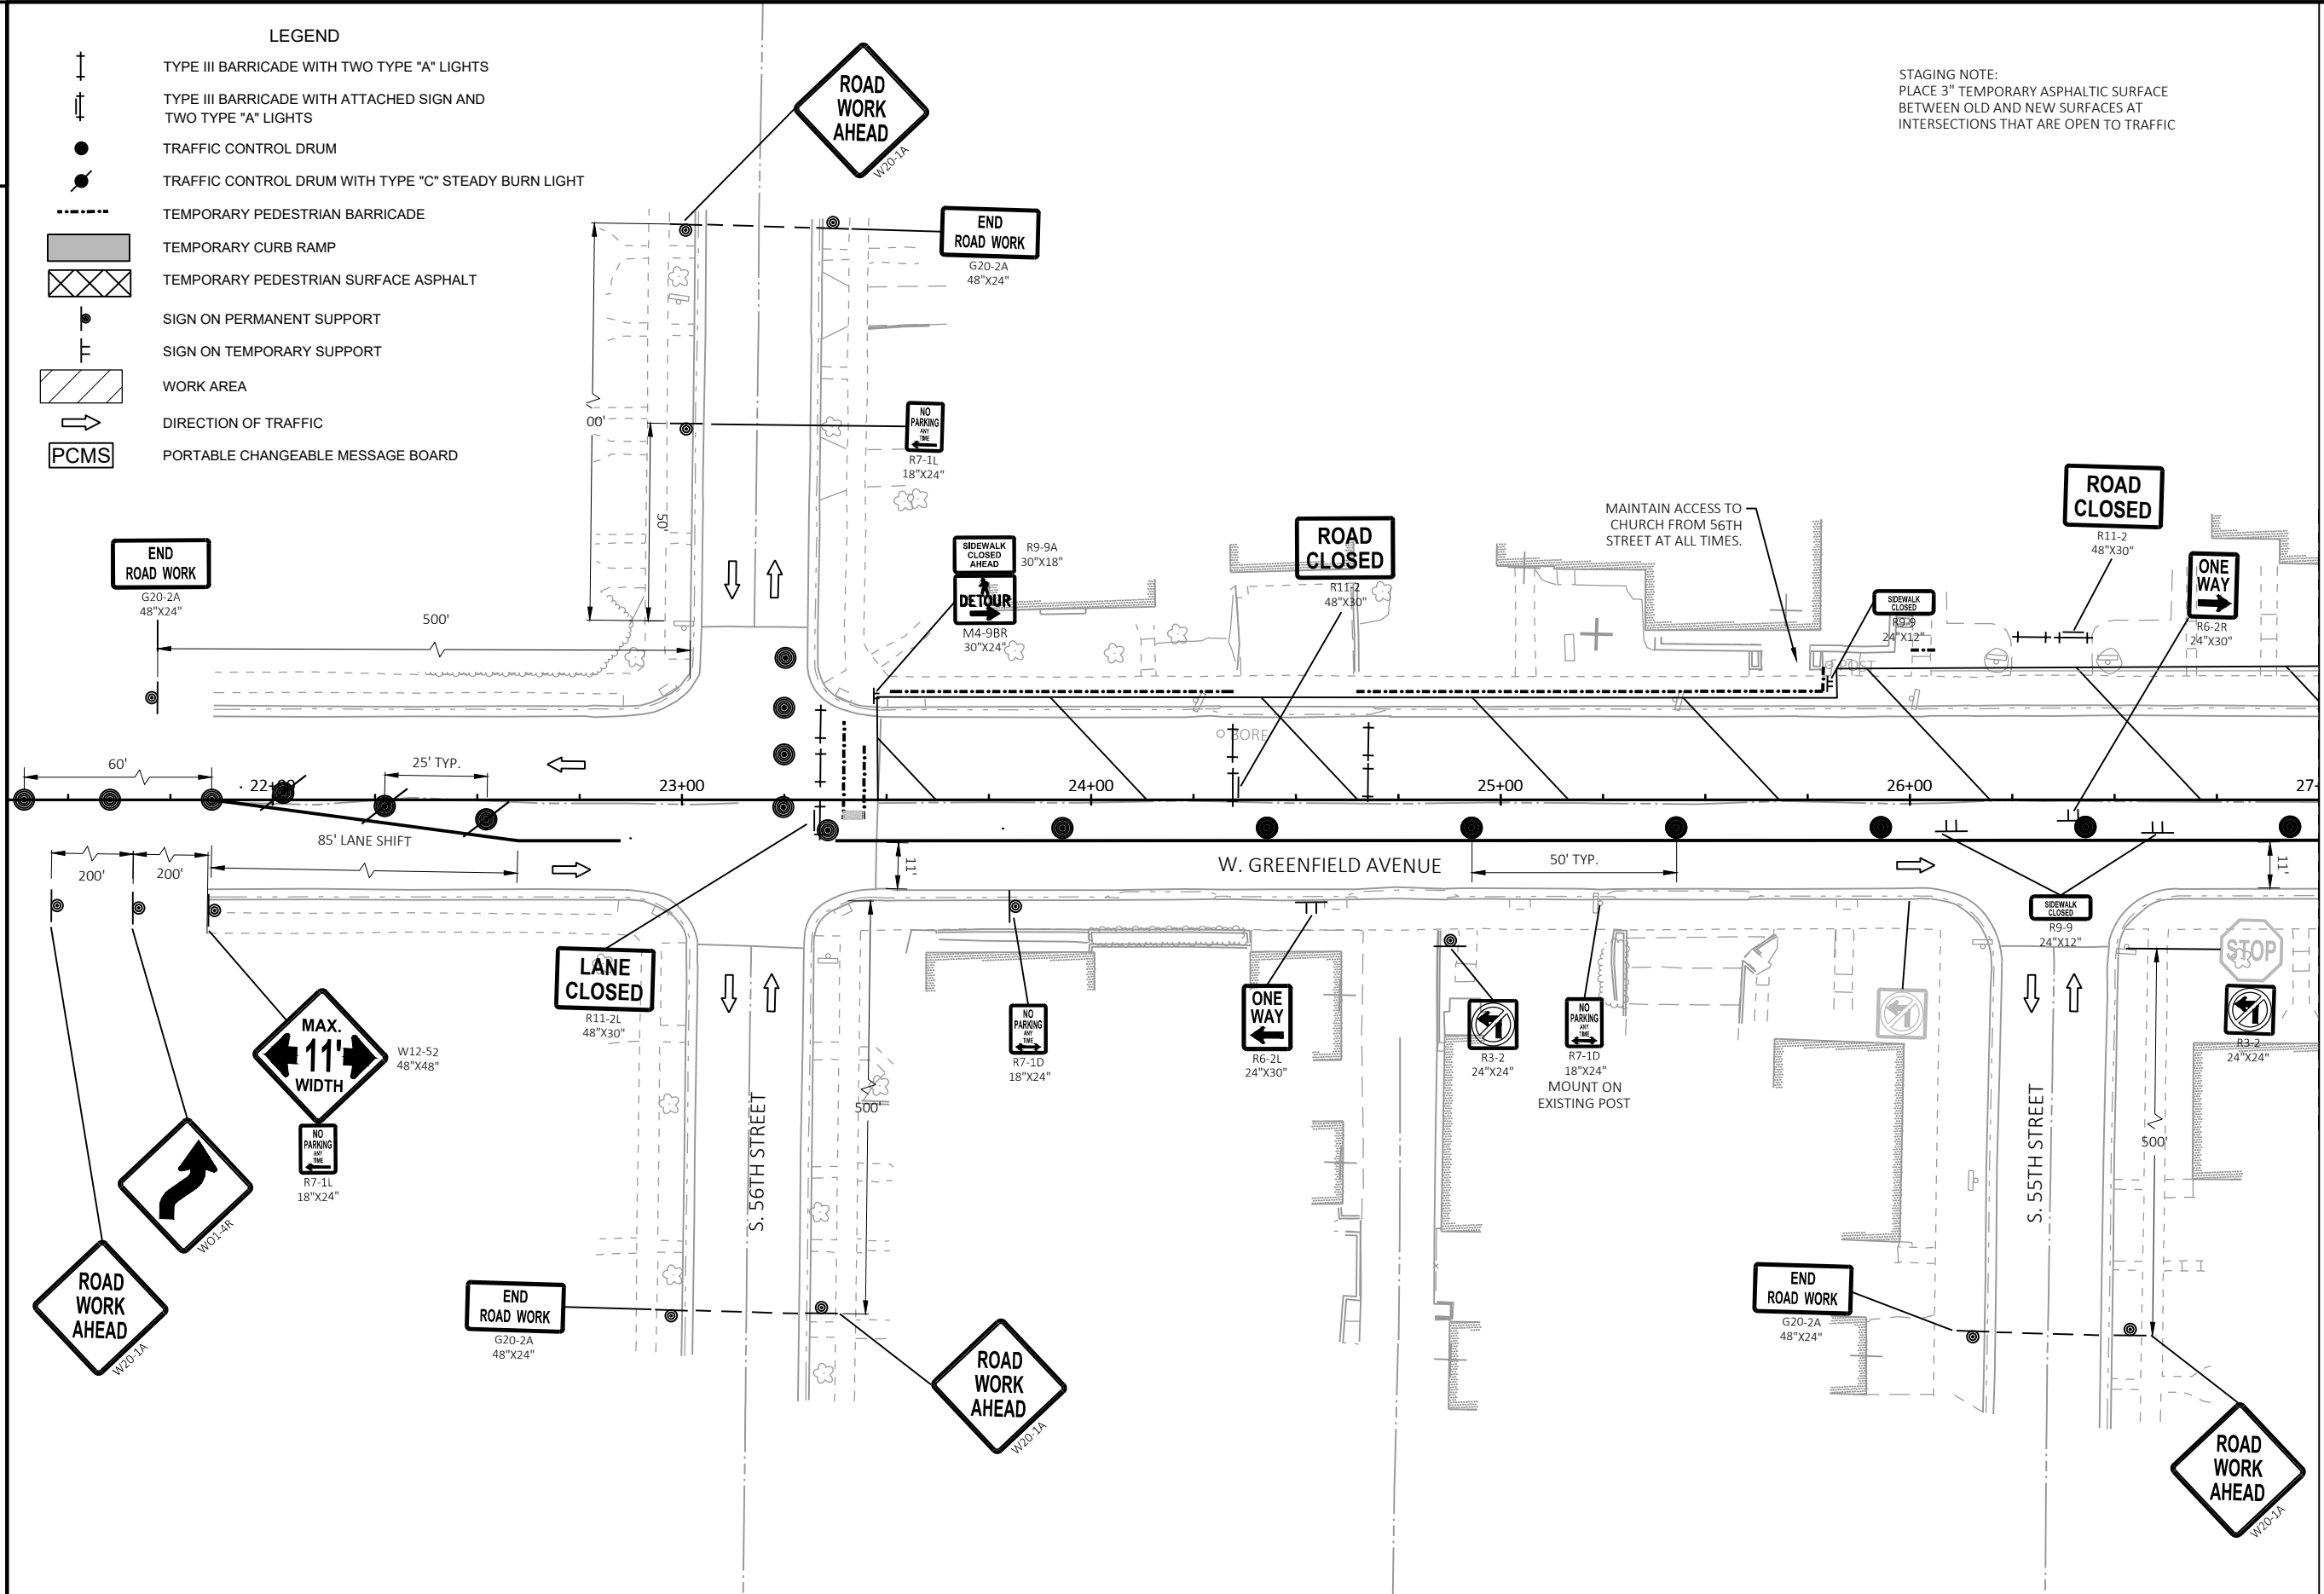 LEGEND
TYPE III BARRICADE WITH TWO TYPE "A" LIGHTS
TYPE III BARRICADE WITH ATTACHED SIGN AND
TWO TYPE "A" LIGHTS
TRAFFIC CONTROL DRUM
TRAFFIC CONTROL DRUM WITH TYPE "C" STEADY BURN LIGHT
TEMPORARY PEDESTRIAN BARRICADE
TEMPORARY CURB RAMP
TEMPORARY PEDESTRIAN SURFACE ASPHALT
SIGN ON PERMANENT SUPPORT
SIGN ON TEMPORARY SUPPORT
WORK AREA
DIRECTION OF TRAFFIC
PCMS
PORTABLE CHANGEABLE MESSAGE BOARD
STAGING NOTE:
PLACE 3" TEMPORARY ASPHALTIC SURFACE
BETWEEN OLD AND NEW SURFACES AT
INTERSECTIONS THAT ARE OPEN TO TRAFFIC
ROAD
WORK
AHEAD
W20-1A
END
ROAD WORK
G20-2A
48"X24"
00'
50'
NO
PARKING
ANY
TIME
R7-1L
18"X24"
END
ROAD WORK
G20-2A
48"X24"
500'
SIDEWALK
CLOSED
AHEAD
R9-9A
30"X18"
DETOUR
M4-9BR
30"X24"
ROAD
CLOSED
R11-2
48"X30"
MAINTAIN ACCESS TO
CHURCH FROM 56TH
STREET AT ALL TIMES.
SIDEWALK
CLOSED
R9-9
24"X12"
POST
ROAD
CLOSED
R11-2
48"X30"
ONE
WAY
R6-2R
24"X30"
BORE
60'
25' TYP.
22+00
23+00
24+00
25+00
26+00
27+
85' LANE SHIFT
200'
200'
11'
W. GREENFIELD AVENUE
50' TYP.
11'
LANE
CLOSED
R11-2L
48"X30"
MAX.
11'
WIDTH
W12-52
48"X48"
NO
PARKING
ANY
TIME
R7-1L
18"X24"
WO1-4R
ROAD
WORK
AHEAD
W20-1A
S. 56TH STREET
500'
END
ROAD WORK
G20-2A
48"X24"
ROAD
WORK
AHEAD
W20-1A
NO
PARKING
ANY
TIME
R7-1D
18"X24"
ONE
WAY
R6-2L
24"X30"
R3-2
24"X24"
NO
PARKING
ANY
TIME
R7-1D
18"X24"
MOUNT ON
EXISTING POST
SIDEWALK
CLOSED
R9-9
24"X12"
STOP
R3-2
24"X24"
S. 55TH STREET
500'
END
ROAD WORK
G20-2A
48"X24"
ROAD
WORK
AHEAD
W20-1A